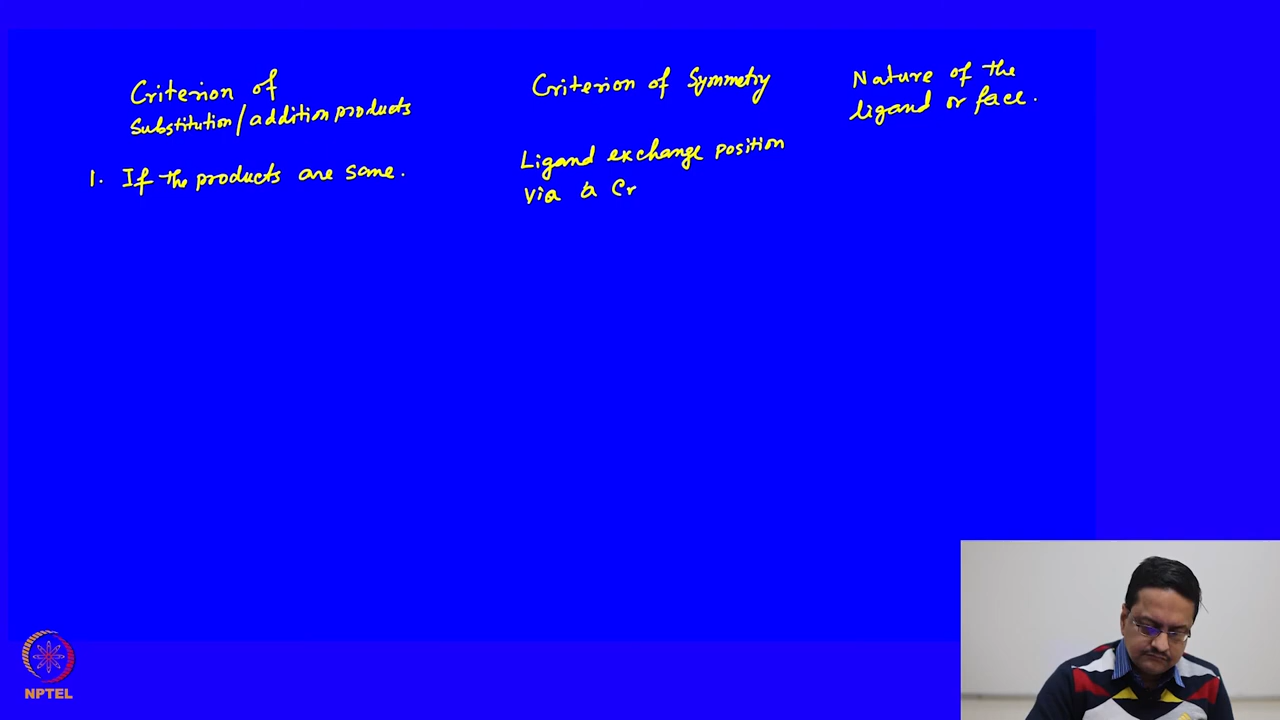 Criterion of
Substitution/addition products
Criterion of Symmetry
Nature of the
ligand or face.
1. If the products are same.
Ligand exchange position
via a Cn
NPTEL